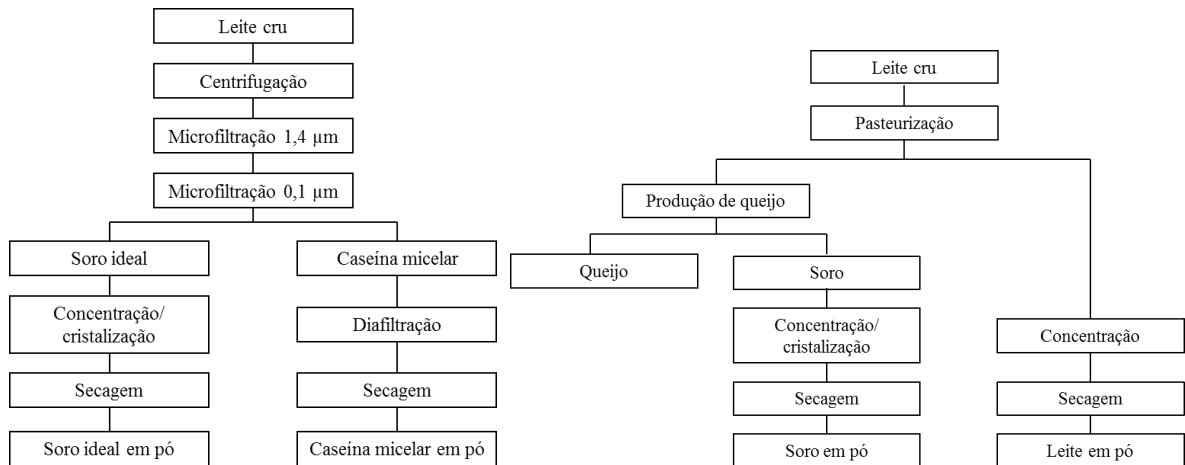 Leite cru
Centrifugação
Microfiltração 1,4 µm
Microfiltração 0,1 µm
Soro ideal
Caseína micelar
Concentração/
cristalização
Diafiltração
Secagem
Secagem
Soro ideal em pó
Caseína micelar em pó
Leite cru
Pasteurização
Produção de queijo
Queijo
Soro
Concentração/
cristalização
Concentração
Secagem
Secagem
Soro em pó
Leite em pó